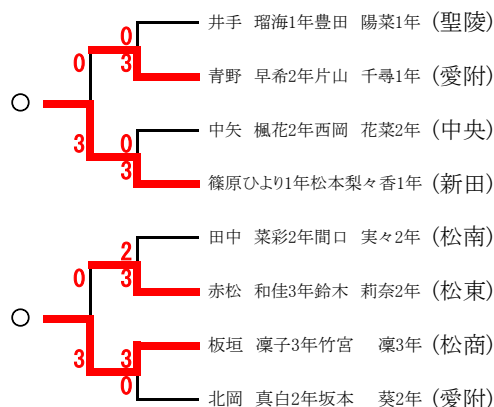 0 井手 瑠海1年豊田 陽菜1年 (聖陵)
0 3 青野 早希2年片山 千尋1年 (愛附)
○
3 0 中矢 楓花2年西岡 花菜2年 (中央)
3 篠原ひより1年松本梨々香1年 (新田)
2 田中 菜彩2年間口 実々2年 (松南)
0 3 赤松 和佳3年鈴木 莉奈2年 (松東)
○
3 3 板垣 凜子3年竹宮 凜3年 (松商)
0 北岡 真白2年坂本 葵2年 (愛附)